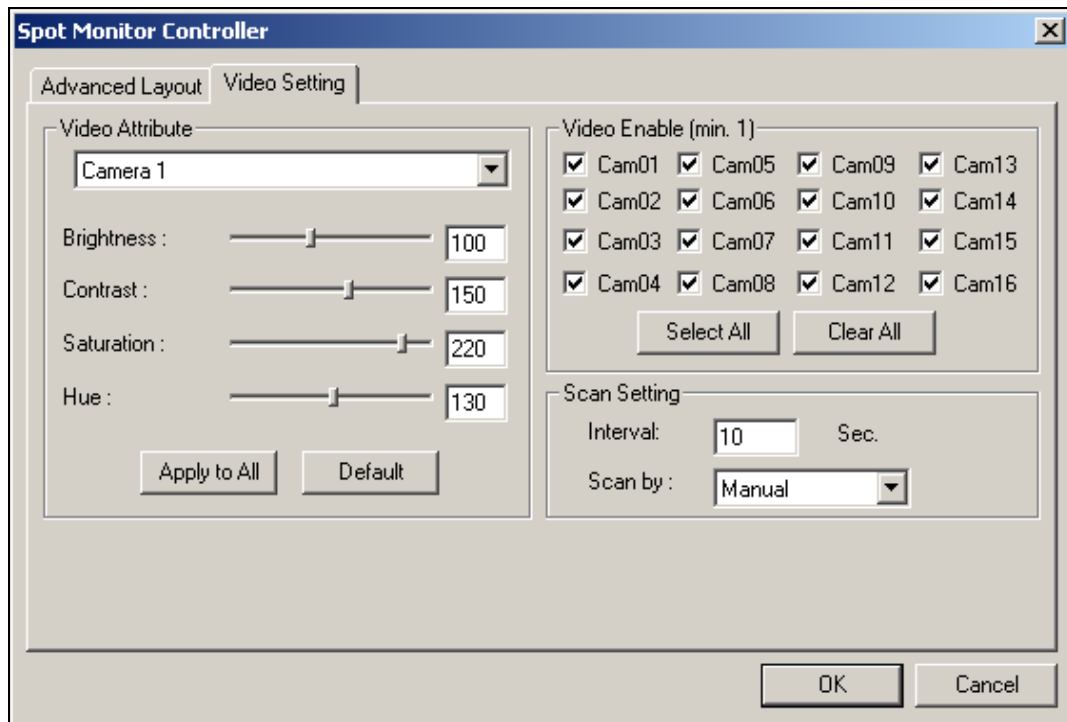 Spot Monitor Controller
Advanced Layout
Video Setting
Video Attribute
Camera 1
Brightness : 100
Contrast : 150
Saturation : 220
Hue : 130
Apply to All
Default
Video Enable (min. 1)
Cam01 Cam05 Cam09 Cam13
Cam02 Cam06 Cam10 Cam14
Cam03 Cam07 Cam11 Cam15
Cam04 Cam08 Cam12 Cam16
Select All
Clear All
Scan Setting
Interval: 10 Sec.
Scan by : Manual
OK
Cancel